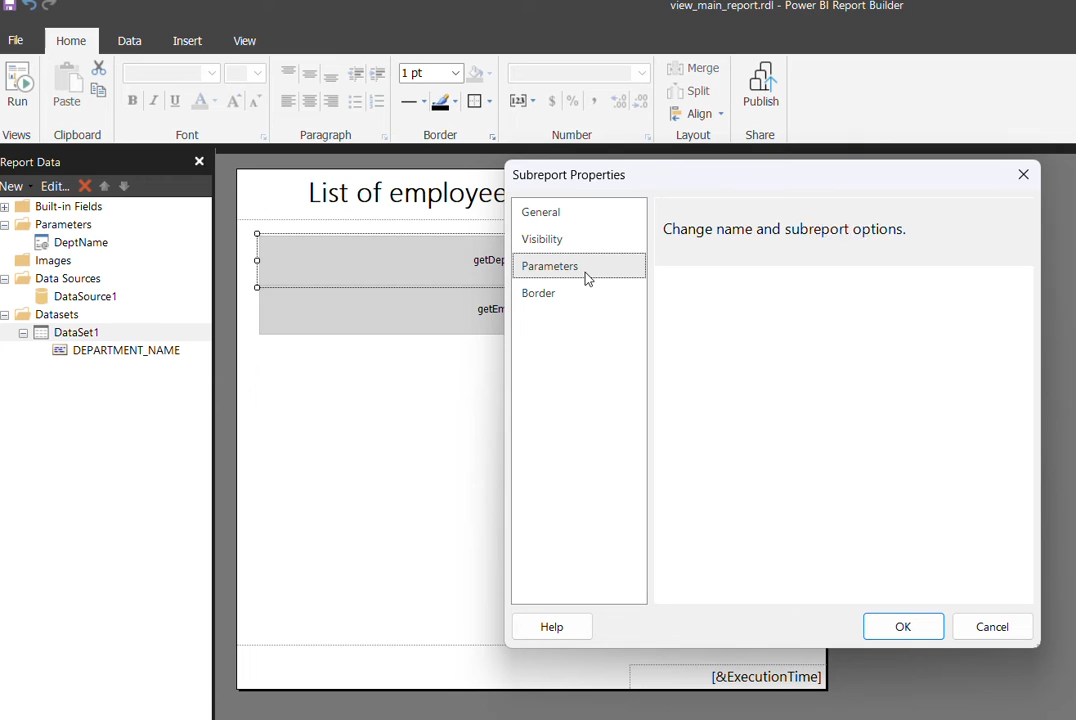 view_main_report.rdl - Power BI Report Builder
File Home Data Insert View
Run
Views
Paste
Clipboard
B I U A A A
Font
Paragraph
1 pt
Border
[123] $ % ,
Number
Merge
Split
Align
Layout
Publish
Share
Report Data
New Edit...
Built-in Fields
Parameters
DeptName
Images
Data Sources
DataSource1
Datasets
DataSet1
DEPARTMENT_NAME
List of employee
getDep
getEm
[&ExecutionTime]
Subreport Properties
General
Visibility
Parameters
Border
Change name and subreport options.
Help
OK
Cancel